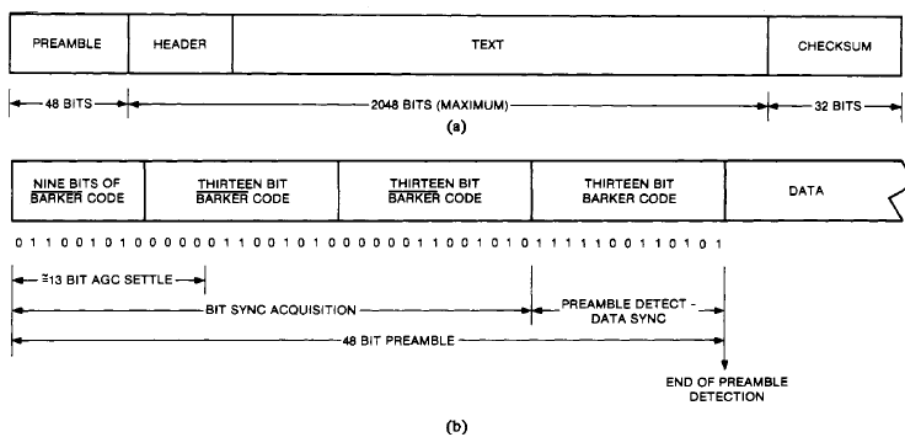 PREAMBLE HEADER TEXT CHECKSUM
48 BITS 2048 BITS (MAXIMUM) 32 BITS
(a)
NINE BITS OF BARKER CODE THIRTEEN BIT BARKER CODE THIRTEEN BIT BARKER CODE THIRTEEN BIT BARKER CODE DATA
0 1 1 0 0 1 0 1 0 0 0 0 0 0 1 1 0 0 1 0 1 0 0 0 0 0 0 1 1 0 0 1 0 1 0 1 1 1 1 1 0 0 1 1 0 1 0 1
≅13 BIT AGC SETTLE
BIT SYNC ACQUISITION
PREAMBLE DETECT -
DATA SYNC
48 BIT PREAMBLE
END OF PREAMBLE
DETECTION
(b)